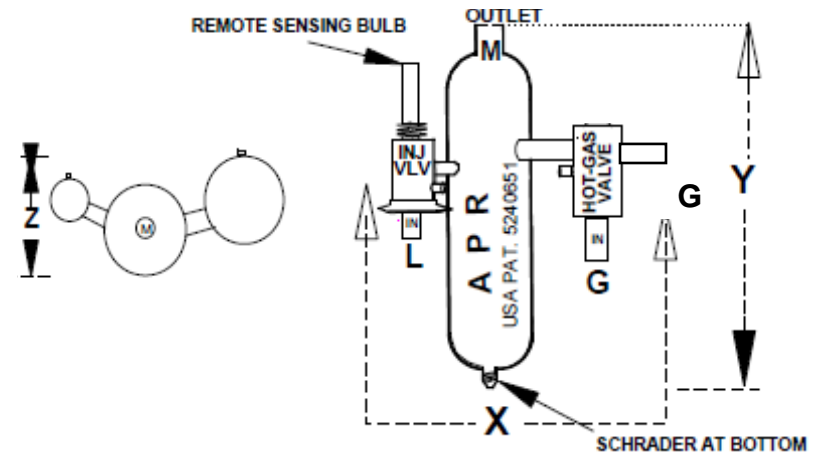 OUTLET
REMOTE SENSING BULB
M
INJ
VLV
HOT-GAS
VALVE
IN
L
A P R
USA PAT. 5240651
IN
G
G
Y
Z
M
X
SCHRADER AT BOTTOM